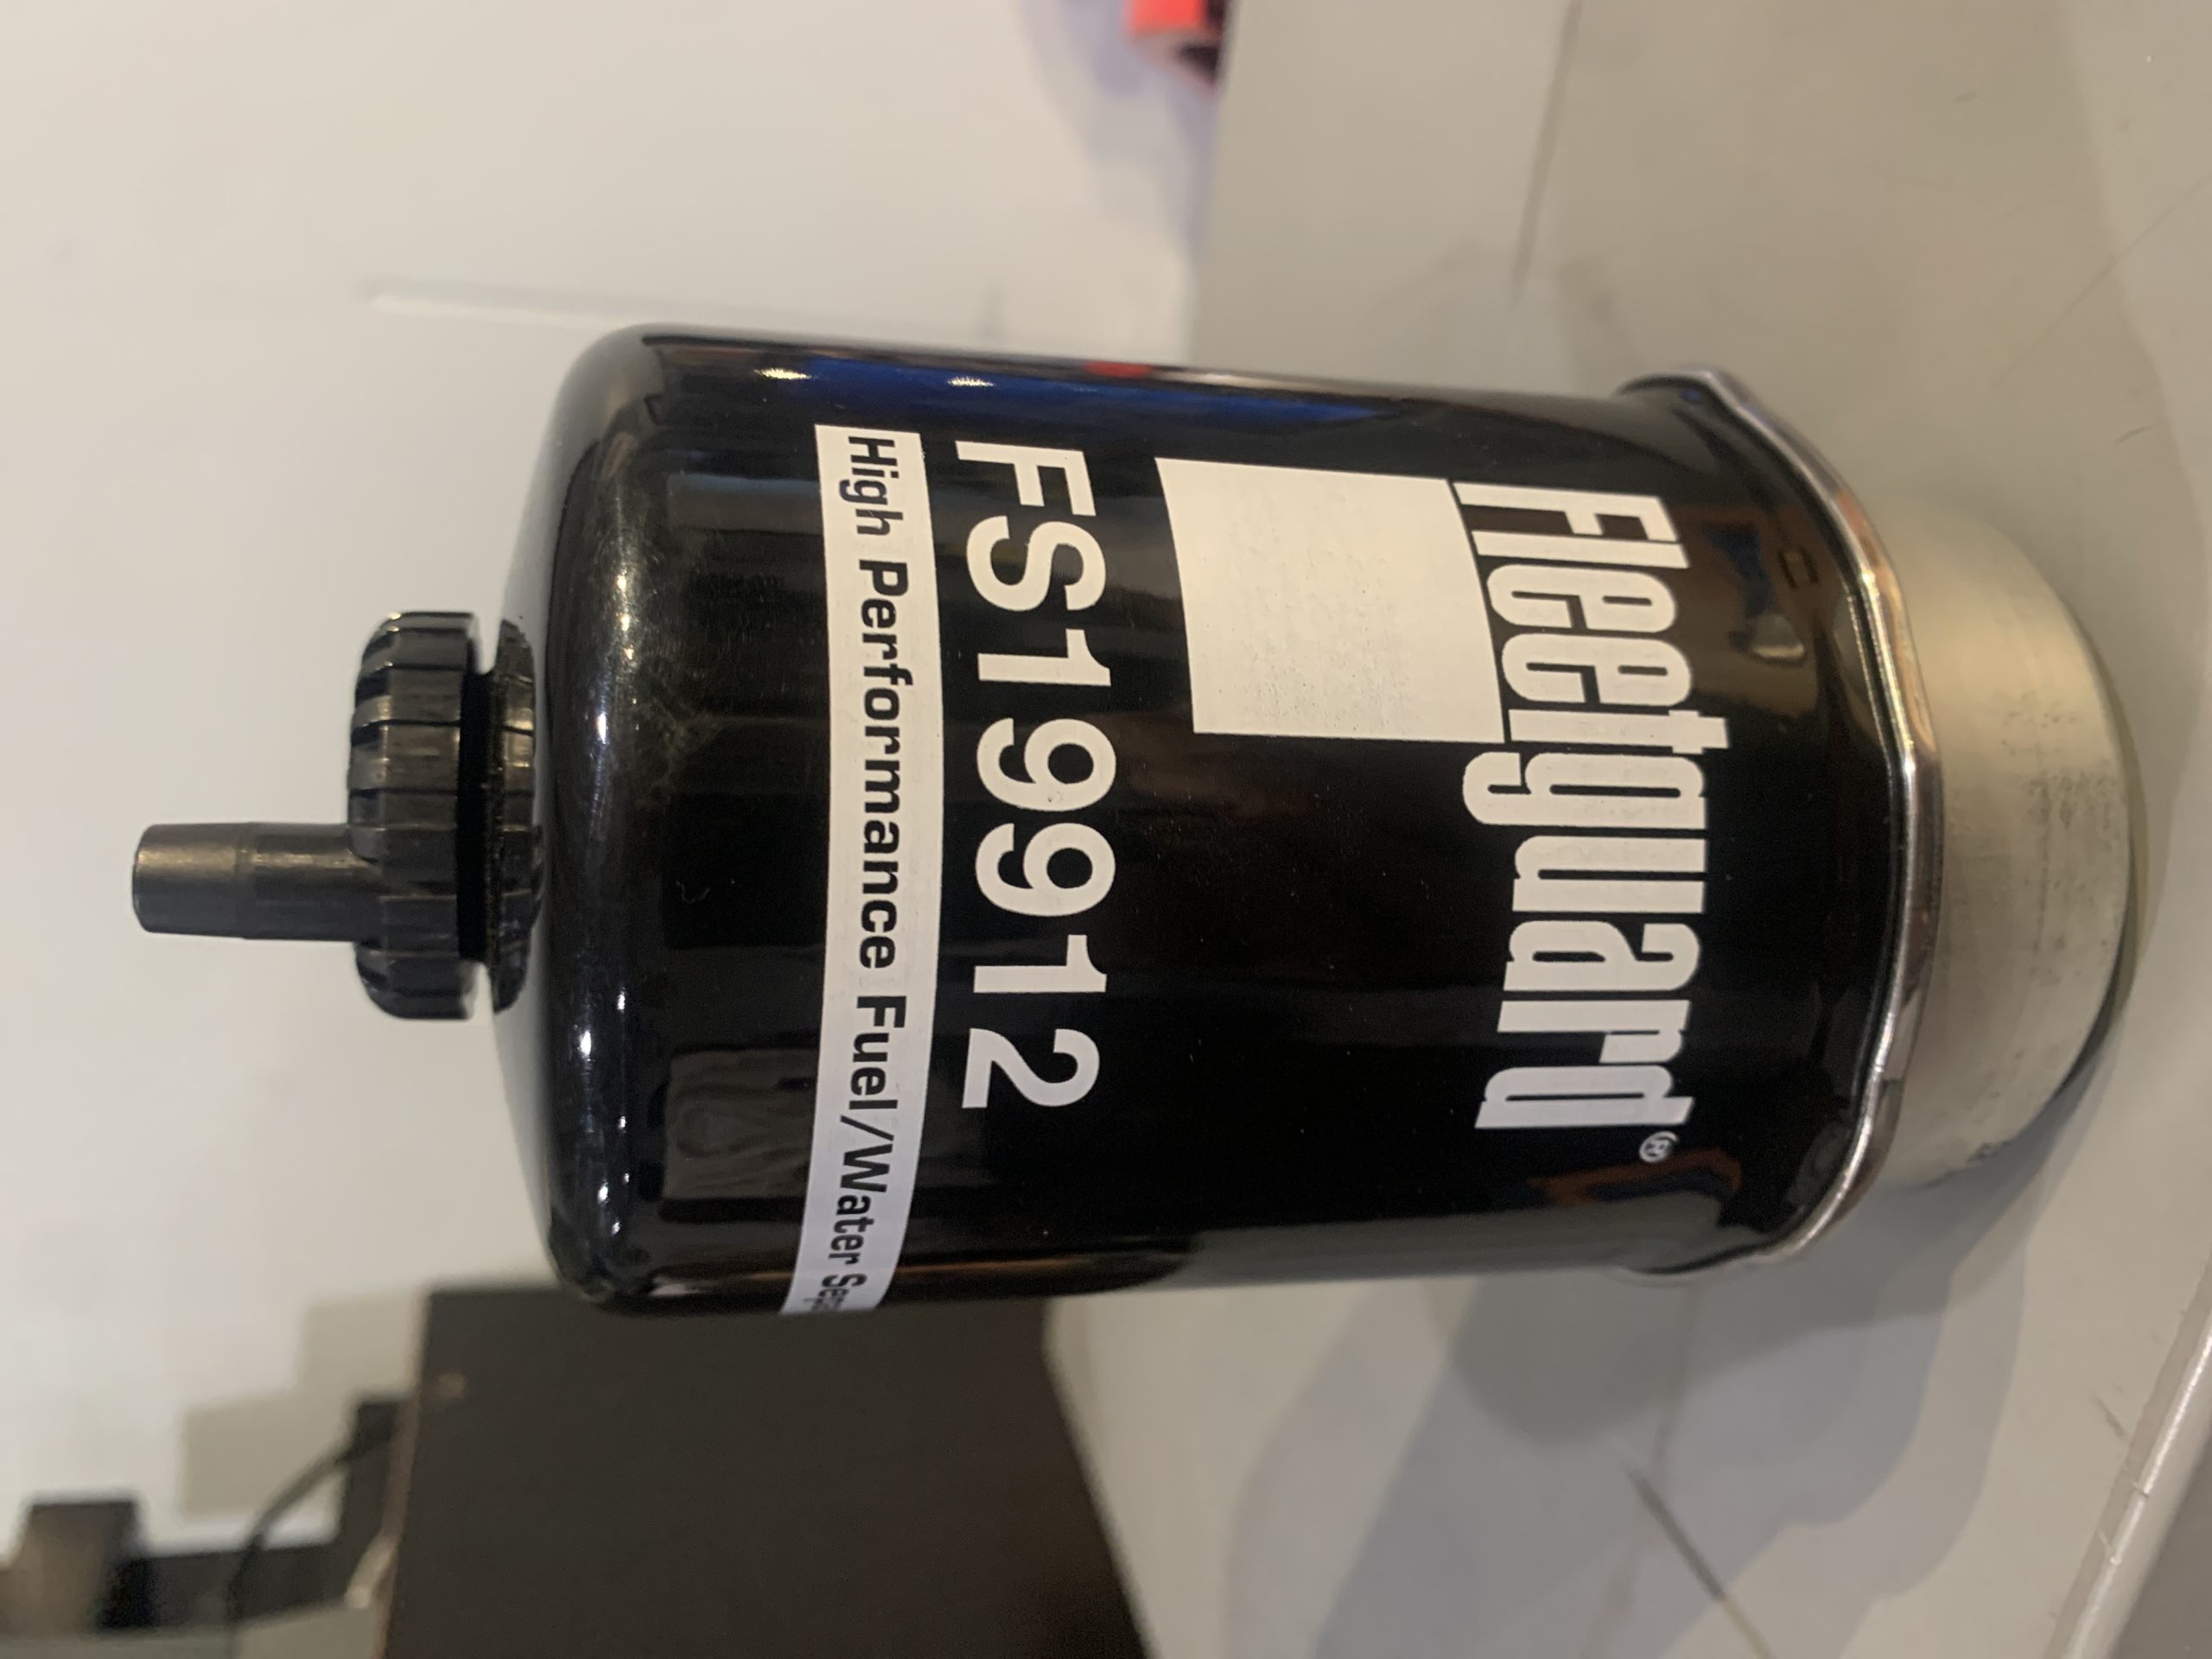 Fleetguard®
FS19912
High Performance Fuel/Water